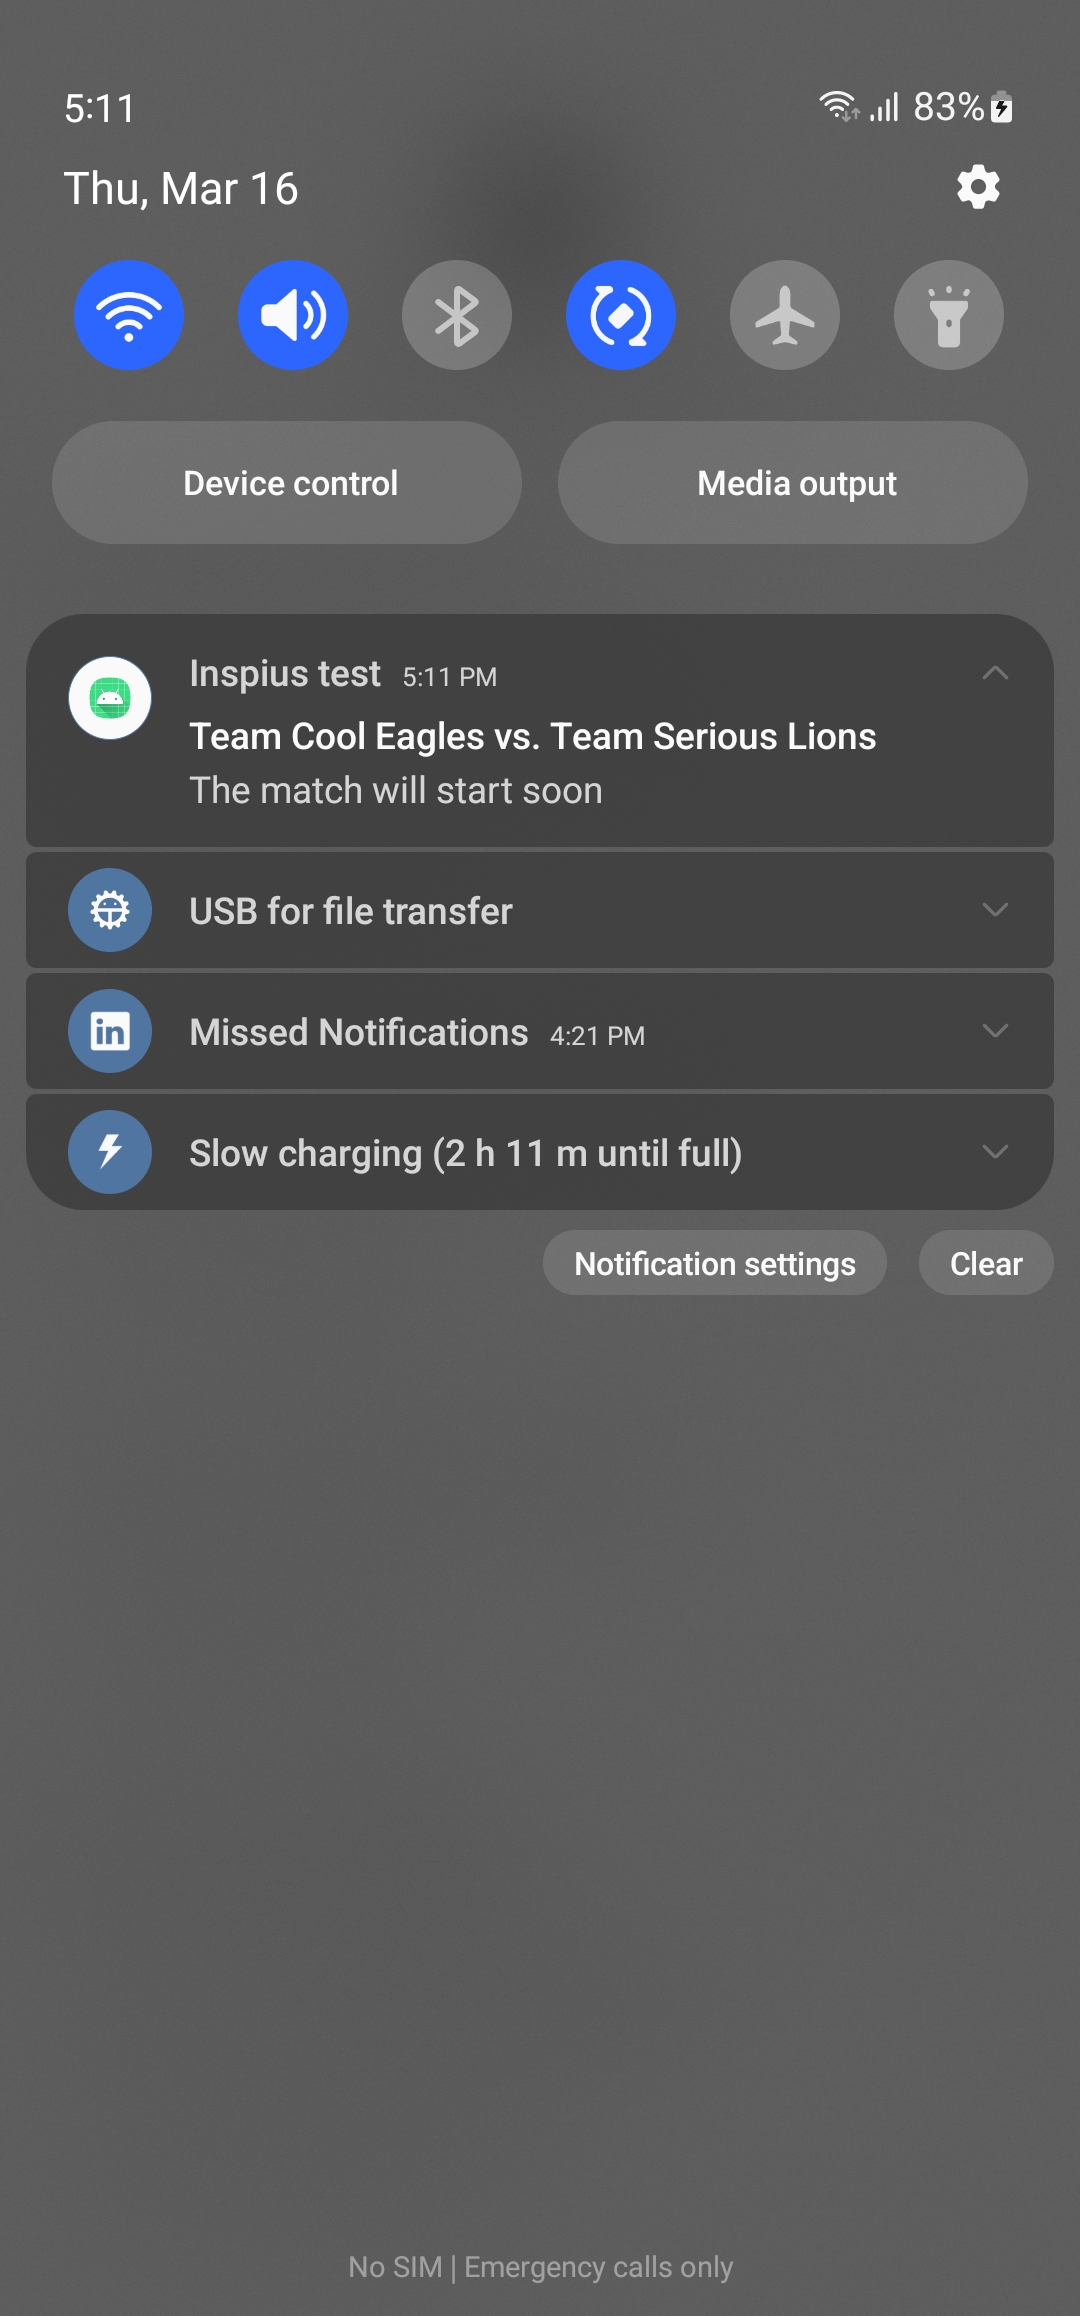 5:11
83%
Thu, Mar 16
Device control
Media output
Inspius test 5:11 PM
Team Cool Eagles vs. Team Serious Lions
The match will start soon
USB for file transfer
in
Missed Notifications 4:21 PM
Slow charging (2 h 11 m until full)
Notification settings
Clear
No SIM | Emergency calls only